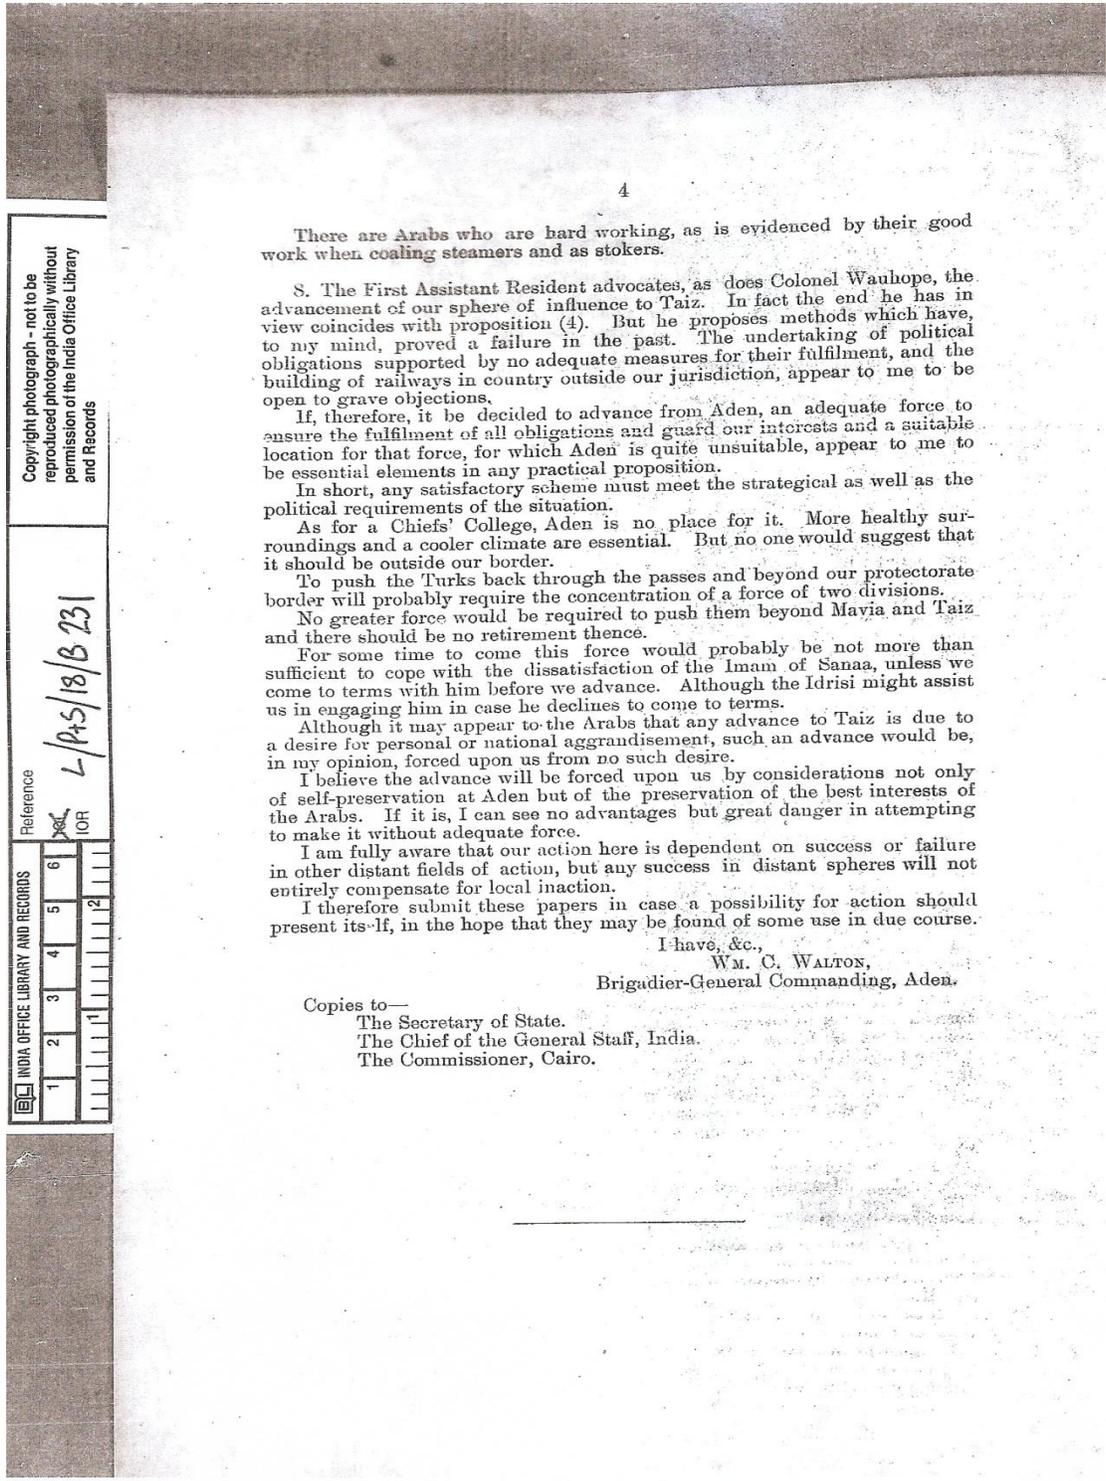 4
There are Arabs who are hard working, as is evidenced by their good
work when coaling steamers and as stokers.
8. The First Assistant Resident advocates, as does Colonel Wauhope, the
advancement of our sphere of influence to Taiz. In fact the end he has in
view coincides with proposition (4). But he proposes methods which have,
to my mind, proved a failure in the past. The undertaking of political
obligations supported by no adequate measures for their fulfilment, and the
building of railways in country outside our jurisdiction, appear to me to be
open to grave objections.
If, therefore, it be decided to advance from Aden, an adequate force to
ensure the fulfilment of all obligations and guard our interests and a suitable
location for that force, for which Aden is quite unsuitable, appear to me to
be essential elements in any practical proposition.
In short, any satisfactory scheme must meet the strategical as well as the
political requirements of the situation.
As for a Chiefs' College, Aden is no place for it. More healthy sur-
roundings and a cooler climate are essential. But no one would suggest that
it should be outside our border.
To push the Turks back through the passes and beyond our protectorate
border will probably require the concentration of a force of two divisions.
No greater force would be required to push them beyond Mavia and Taiz
and there should be no retirement thence.
For some time to come this force would probably be not more than
sufficient to cope with the dissatisfaction of the Imam of Sanaa, unless we
come to terms with him before we advance. Although the Idrisi might assist
us in engaging him in case he declines to come to terms.
Although it may appear to the Arabs that any advance to Taiz is due to
a desire for personal or national aggrandisement, such an advance would be,
in my opinion, forced upon us from no such desire.
I believe the advance will be forced upon us by considerations not only
of self-preservation at Aden but of the preservation of the best interests of
the Arabs. If it is, I can see no advantages but great danger in attempting
to make it without adequate force.
I am fully aware that our action here is dependent on success or failure
in other distant fields of action, but any success in distant spheres will not
entirely compensate for local inaction.
I therefore submit these papers in case a possibility for action should
present its lf, in the hope that they may be found of some use in due course.
I have, &c.,
WM. C. WALTON,
Brigadier-General Commanding, Aden.
Copies to—
The Secretary of State.
The Chief of the General Staff, India.
The Commissioner, Cairo.
Copyright photograph - not to be
reproduced photographically without
permission of the India Office Library
and Records
Reference
IOR L/P+S/18/B 231
BL INDIA OFFICE LIBRARY AND RECORDS
1 2 3 4 5 6
1 2